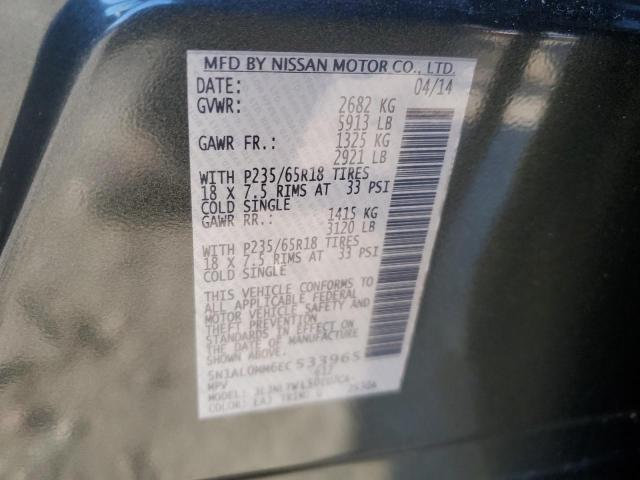 MFD BY NISSAN MOTOR CO., LTD.
DATE: 04/14
GVWR: 2682 KG
5913 LB
GAWR FR.: 1325 KG
2921 LB
WITH P235/65R18 TIRES
18 X 7.5 RIMS AT 33 PSI
COLD SINGLE
GAWR RR.: 1415 KG
3120 LB
WITH P235/65R18 TIRES
18 X 7.5 RIMS AT 33 PSI
COLD SINGLE
THIS VEHICLE CONFORMS TO
ALL APPLICABLE FEDERAL
MOTOR VEHICLE SAFETY AND
THEFT PREVENTION
STANDARDS IN EFFECT ON
THE DATE OF MANUFACTURE
SHOWN ABOVE.
5N1AL0MM6EC533965
MPV
MODEL:
COLOR: EAJ TRIM: G